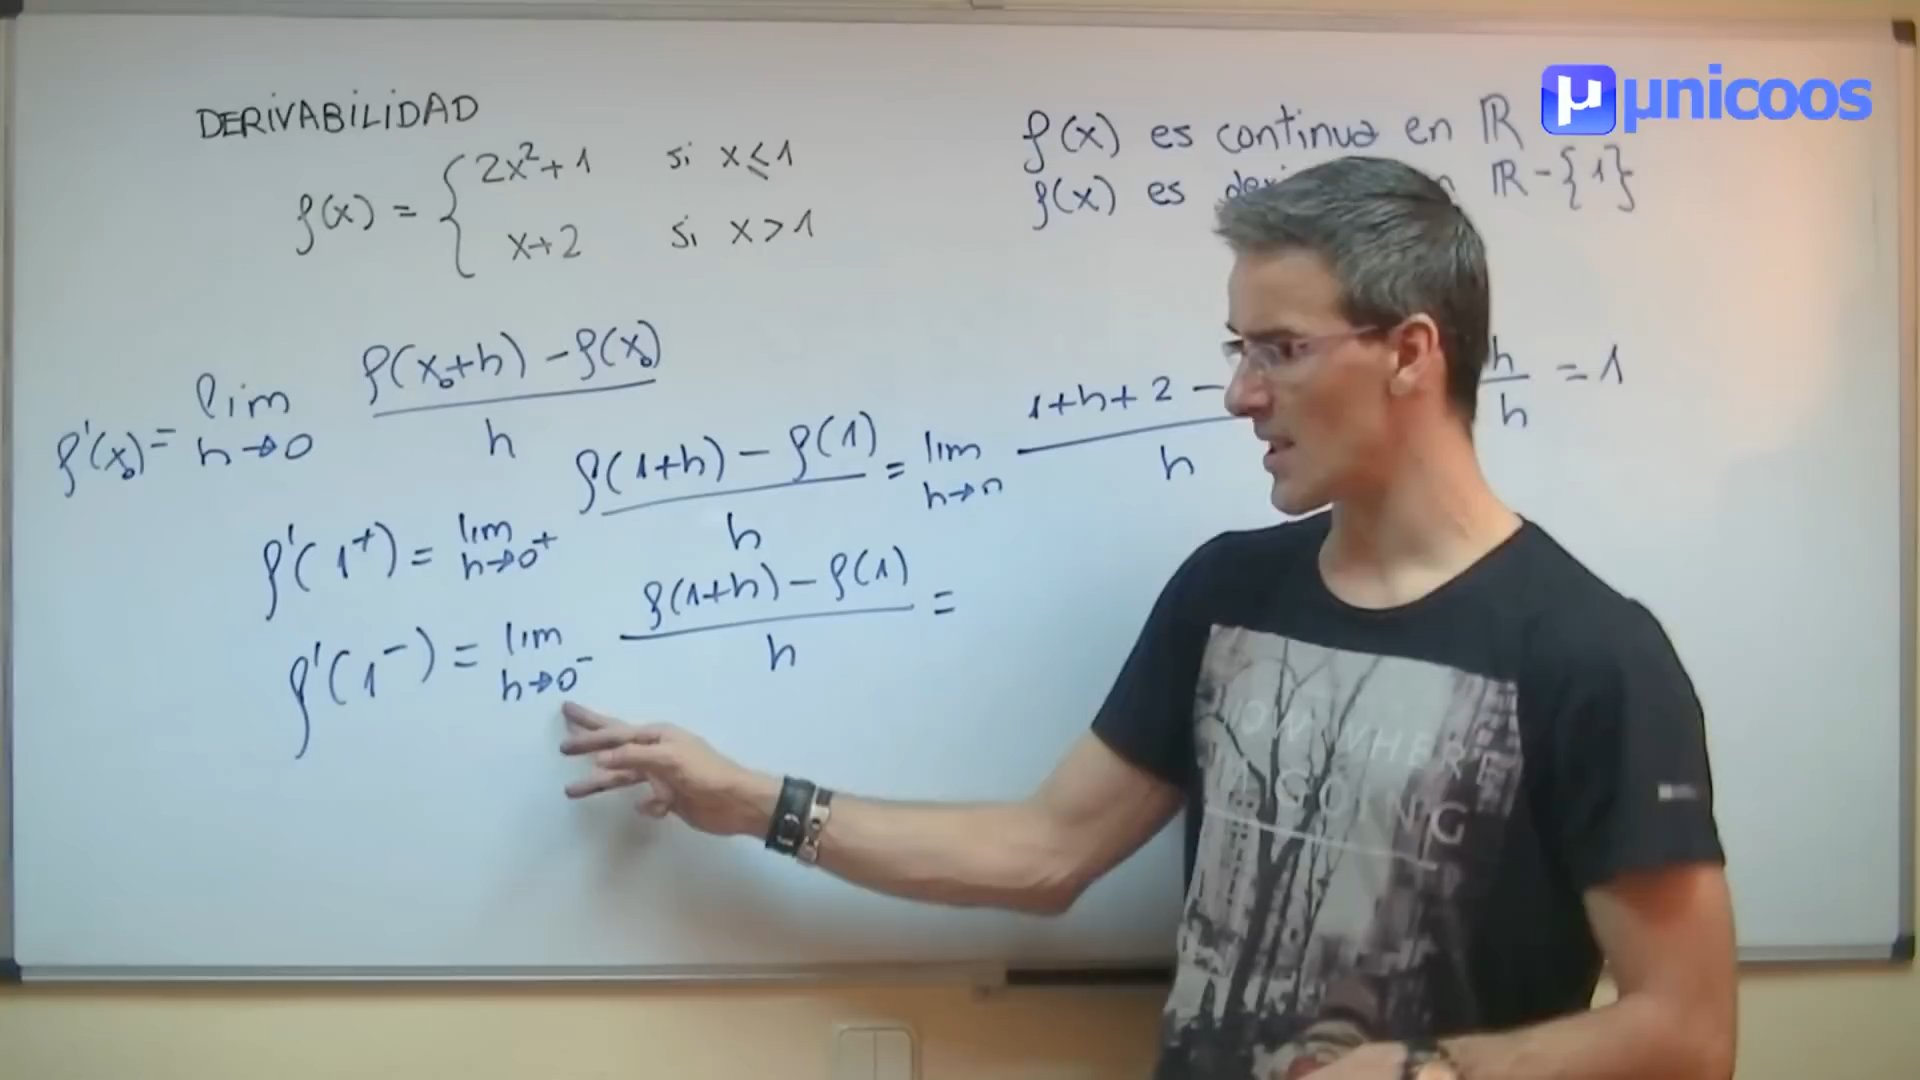 µ µnicoos
DERIVABILIDAD
f(x) = { 2x²+1 si x≤1
x+2 si x>1
f(x) es continua en ℝ
f(x) es ℝ-{1}
f'(x₀) = lim h→0 f(x₀+h) - f(x₀) / h
f'(1⁺) = lim h→0⁺ f(1+h) - f(1) / h = lim h→0 1+h+2 - / h h/h = 1
f'(1⁻) = lim h→0⁻ f(1+h) - f(1) / h =
GOING